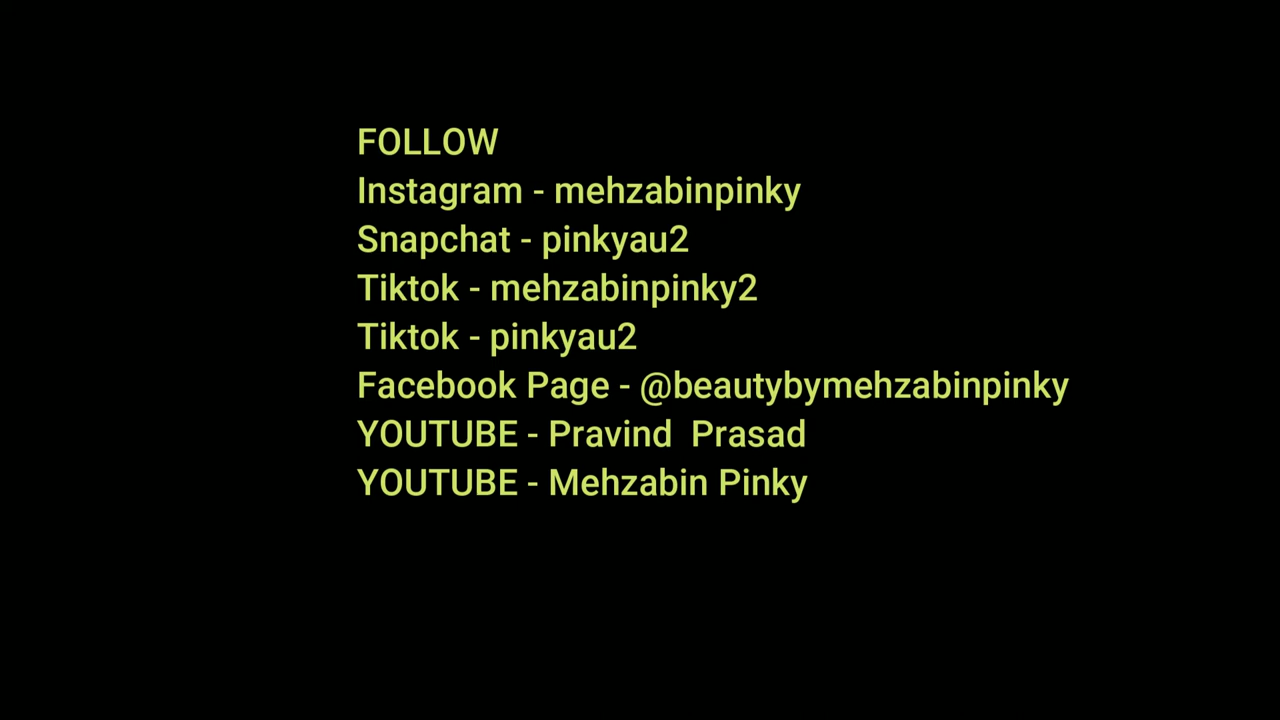 FOLLOW
Instagram - mehzabinpinky
Snapchat - pinkyau2
Tiktok - mehzabinpinky2
Tiktok - pinkyau2
Facebook Page - @beautybymehzabinpinky
YOUTUBE - Pravind  Prasad
YOUTUBE - Mehzabin Pinky